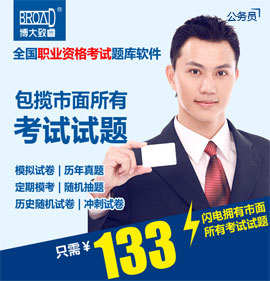 BROAD®
博大致睿
公务员
全国职业资格考试题库软件
包揽市面所有
考试试题
模拟试卷 | 历年真题
定期模考 | 随机抽题
历史随机试卷 | 冲刺试卷
闪电拥有市面
所有考试试题
只需¥133